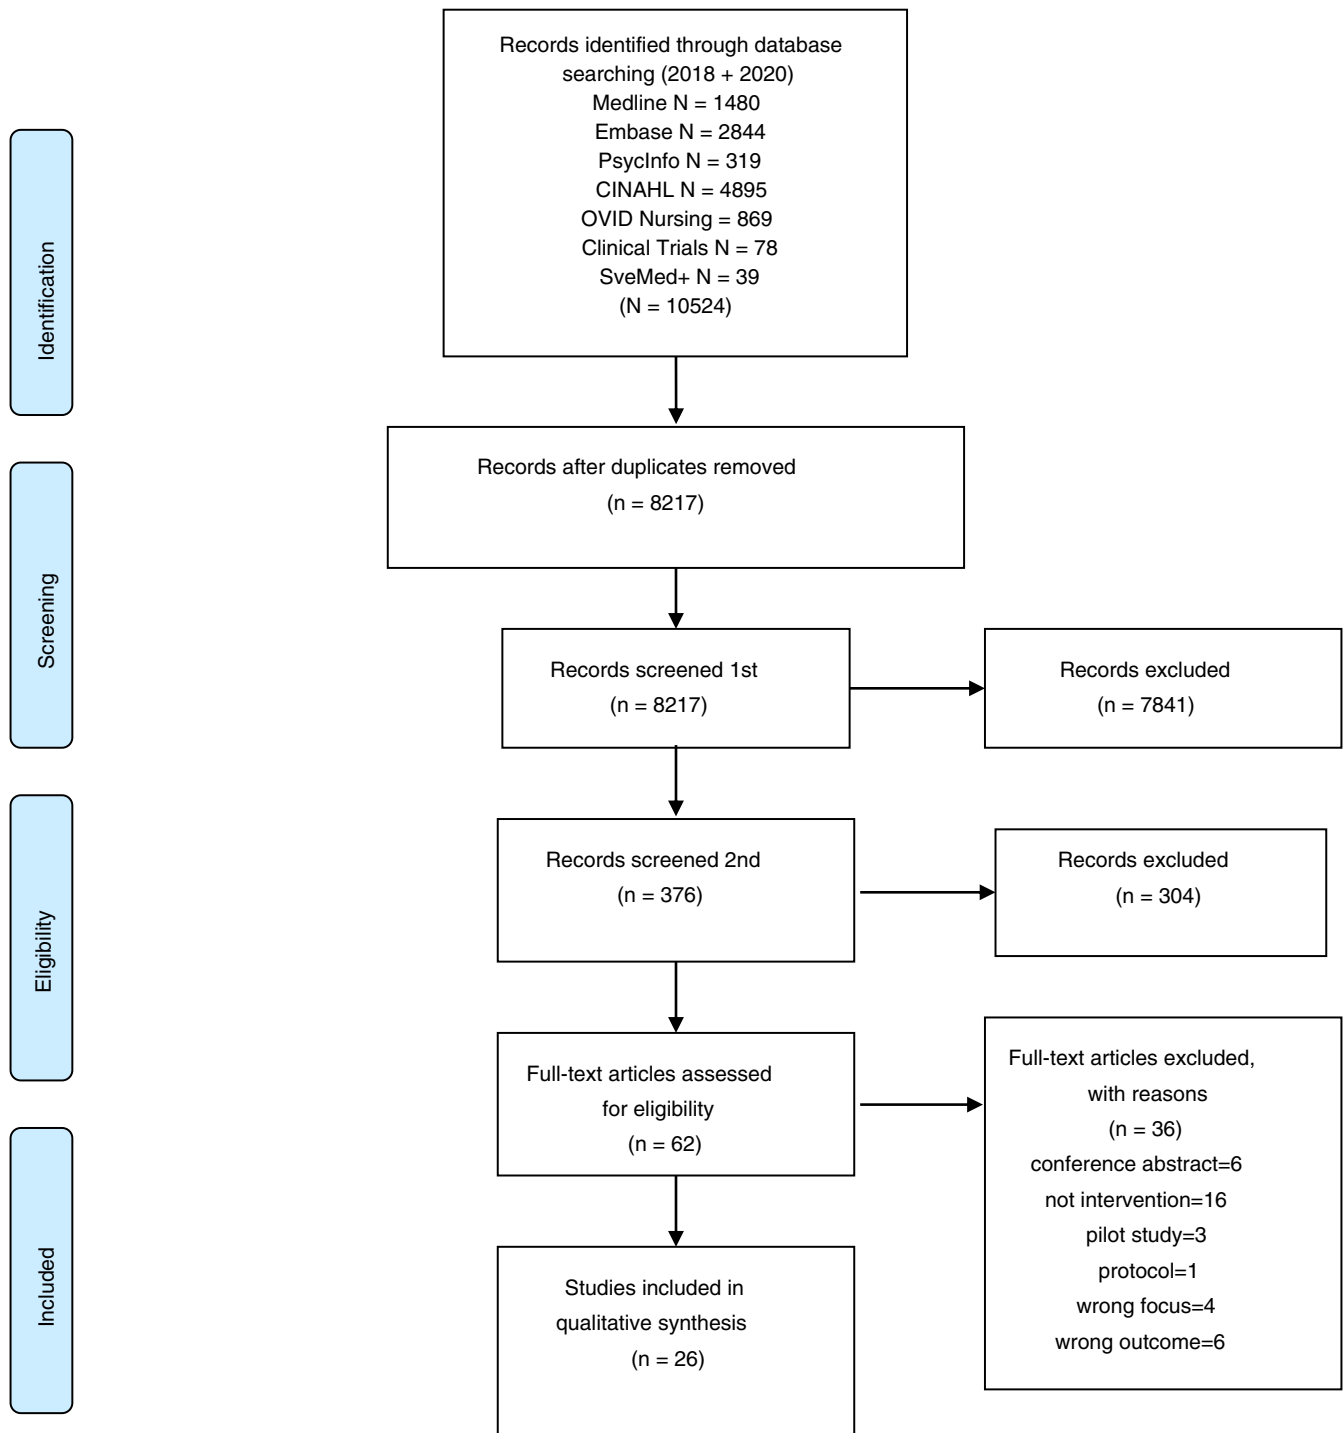 Records identified through database
searching (2018 + 2020)
Medline N = 1480
Embase N = 2844
PsycInfo N = 319
CINAHL N = 4895
OVID Nursing = 869
Clinical Trials N = 78
SveMed+ N = 39
(N = 10524)
Identification
Records after duplicates removed
(n = 8217)
Screening
Records screened 1st
(n = 8217)
Records excluded
(n = 7841)
Records screened 2nd
(n = 376)
Records excluded
(n = 304)
Eligibility
Full-text articles assessed
for eligibility
(n = 62)
Full-text articles excluded,
with reasons
(n = 36)
conference abstract=6
not intervention=16
pilot study=3
protocol=1
wrong focus=4
wrong outcome=6
Included
Studies included in
qualitative synthesis
(n = 26)